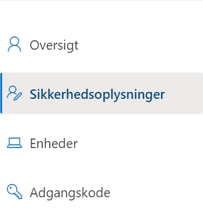 Oversigt
Sikkerhedsoplysninger
Enheder
Adgangskode